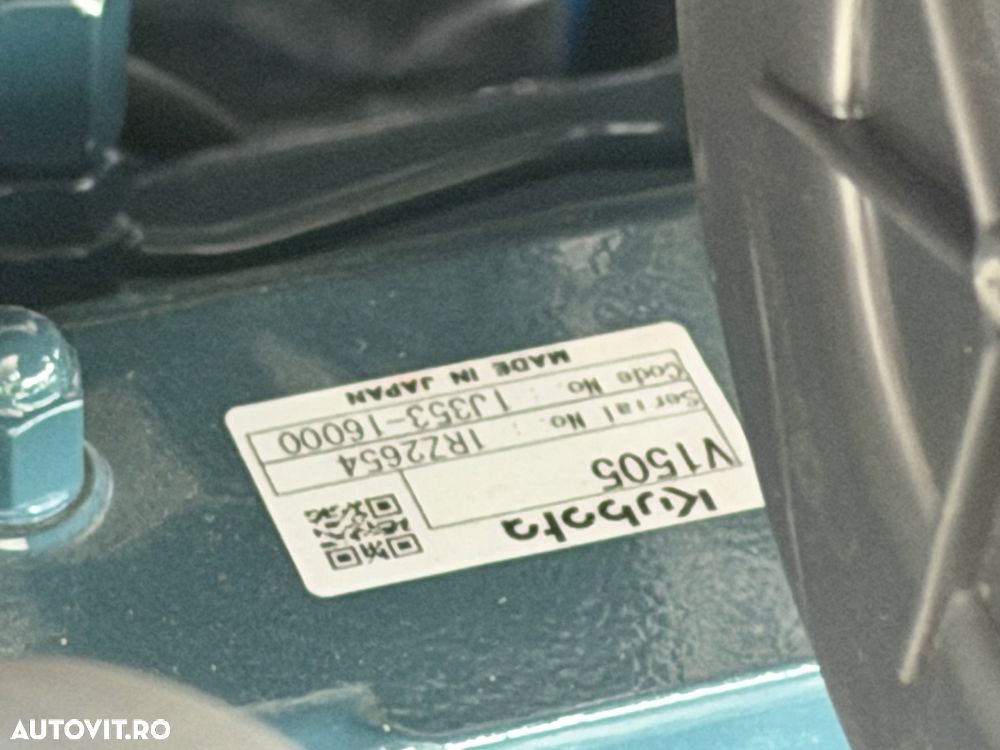 Kubota
V1505
Serial No. 1RZ2654
Code No. 1J353-16000
MADE IN JAPAN
AUTOVIT.RO